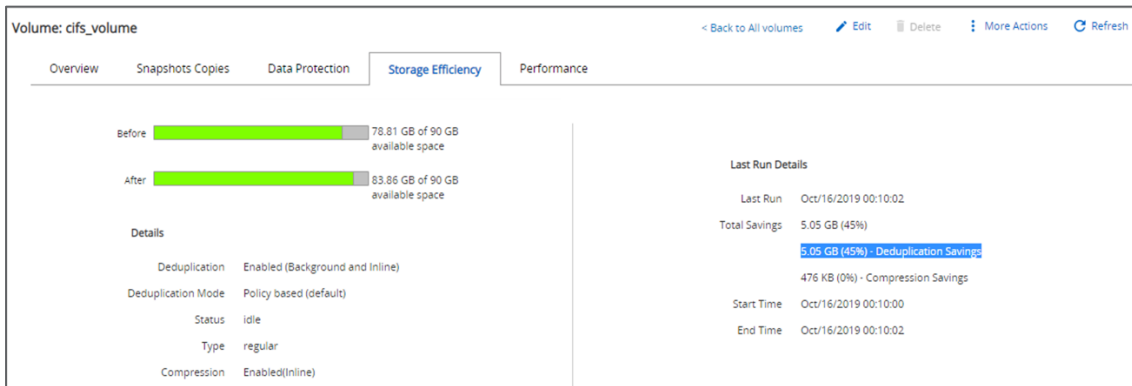 Volume: cifs_volume
< Back to All volumes Edit Delete More Actions Refresh
Overview Snapshots Copies Data Protection Storage Efficiency Performance
Before 78.81 GB of 90 GB
available space
After 83.86 GB of 90 GB
available space
Details
Deduplication Enabled (Background and Inline)
Deduplication Mode Policy based (default)
Status idle
Type regular
Compression Enabled(Inline)
Last Run Details
Last Run Oct/16/2019 00:10:02
Total Savings 5.05 GB (45%)
5.05 GB (45%) - Deduplication Savings
476 KB (0%) - Compression Savings
Start Time Oct/16/2019 00:10:00
End Time Oct/16/2019 00:10:02